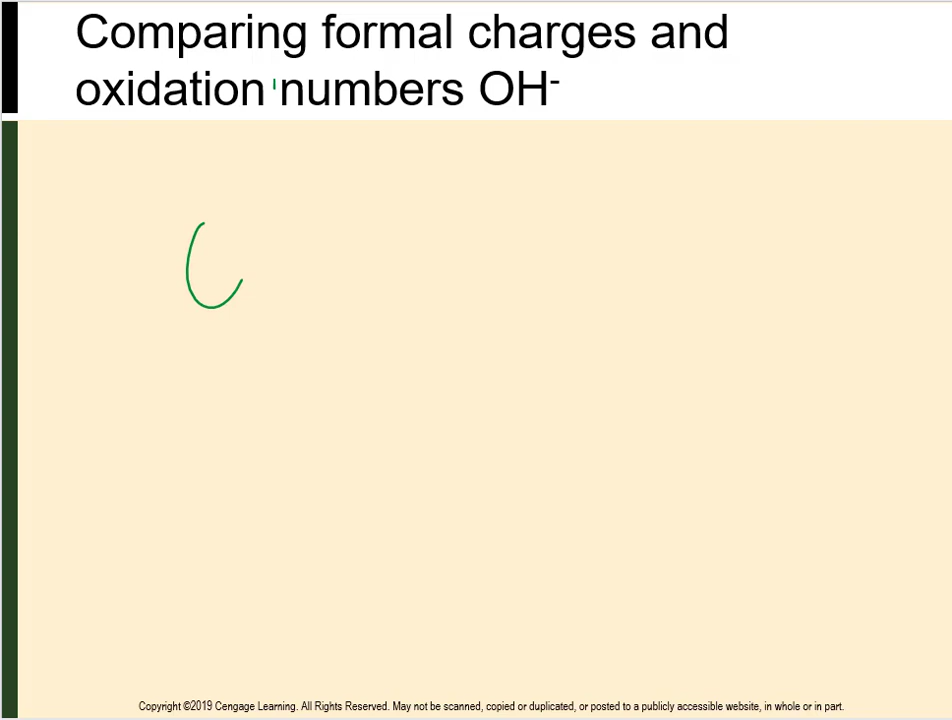 Comparing formal charges and
oxidation numbers OH⁻
Copyright ©2019 Cengage Learning. All Rights Reserved. May not be scanned, copied or duplicated, or posted to a publicly accessible website, in whole or in part.